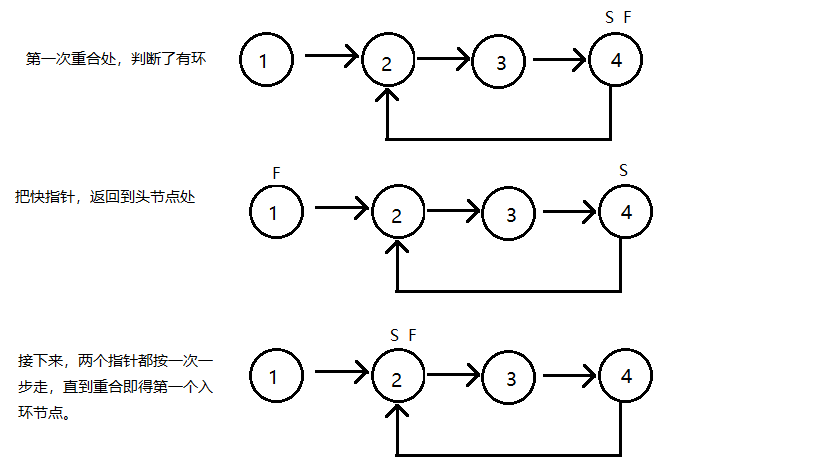 S F
第一次重合处，判断了有环
1 2 3 4
F S
把快指针，返回到头节点处
1 2 3 4
S F
接下来，两个指针都按一次一
步走，直到重合即得第一个入
环节点。
1 2 3 4